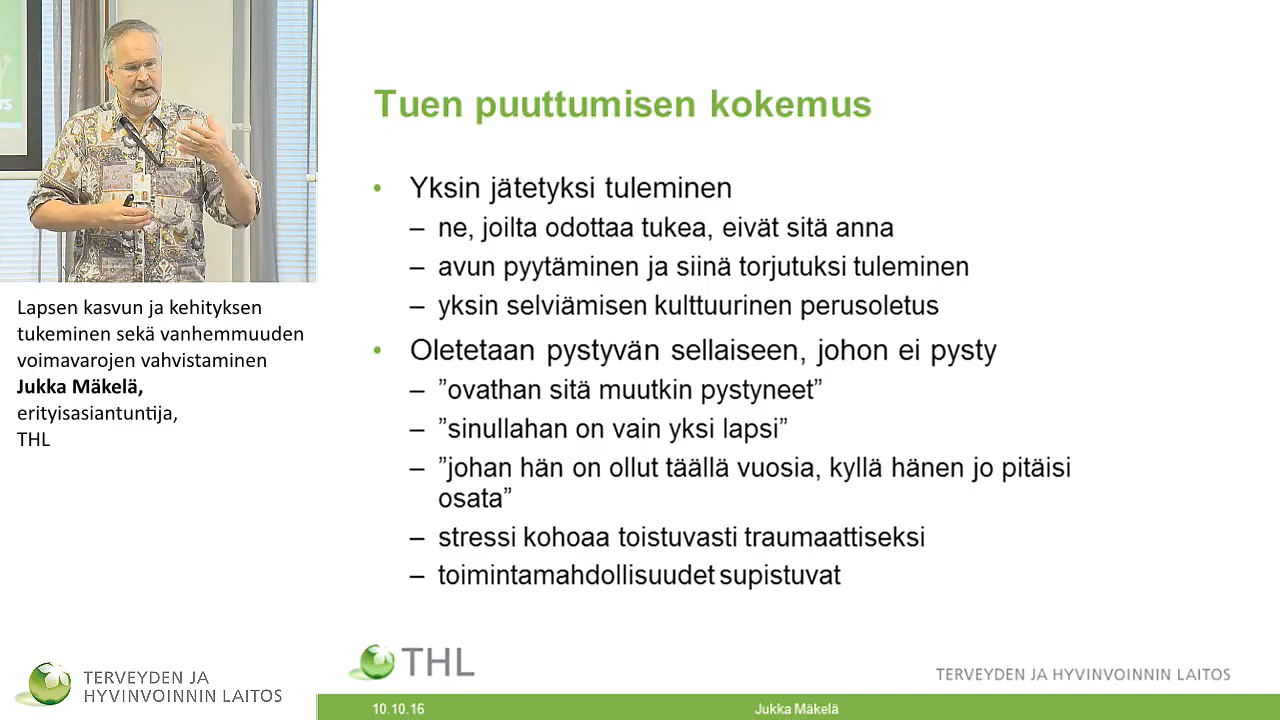 Lapsen kasvun ja kehityksen
tukeminen sekä vanhemmuuden
voimavarojen vahvistaminen
Jukka Mäkelä,
erityisasiantuntija,
THL
TERVEYDEN JA
HYVINVOINNIN LAITOS
Tuen puuttumisen kokemus
• Yksin jätetyksi tuleminen
– ne, joilta odottaa tukea, eivät sitä anna
– avun pyytäminen ja siinä torjutuksi tuleminen
– yksin selviämisen kulttuurinen perusoletus
• Oletetaan pystyvän sellaiseen, johon ei pysty
– ”ovathan sitä muutkin pystyneet”
– ”sinullahan on vain yksi lapsi”
– ”johan hän on ollut täällä vuosia, kyllä hänen jo pitäisi
osata”
– stressi kohoaa toistuvasti traumaattiseksi
– toimintamahdollisuudet supistuvat
THL
TERVEYDEN JA HYVINVOINNIN LAITOS
10.10.16
Jukka Mäkelä